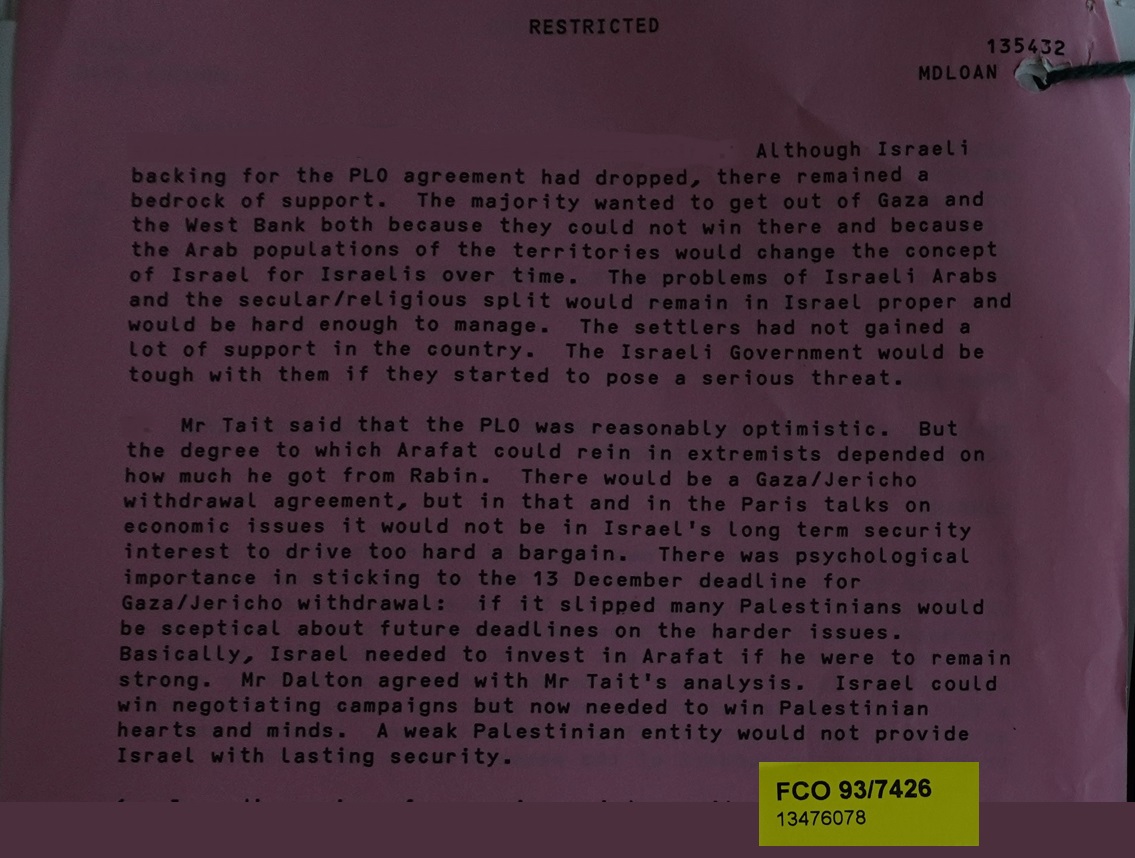 RESTRICTED
135432
MDLOAN
Although Israeli
backing for the PLO agreement had dropped, there remained a
bedrock of support.  The majority wanted to get out of Gaza and
the West Bank both because they could not win there and because
the Arab populations of the territories would change the concept
of Israel for Israelis over time.  The problems of Israeli Arabs
and the secular/religious split would remain in Israel proper and
would be hard enough to manage.  The settlers had not gained a
lot of support in the country.  The Israeli Government would be
tough with them if they started to pose a serious threat.
Mr Tait said that the PLO was reasonably optimistic.  But
the degree to which Arafat could rein in extremists depended on
how much he got from Rabin.  There would be a Gaza/Jericho
withdrawal agreement, but in that and in the Paris talks on
economic issues it would not be in Israel's long term security
interest to drive too hard a bargain.  There was psychological
importance in sticking to the 13 December deadline for
Gaza/Jericho withdrawal:  if it slipped many Palestinians would
be sceptical about future deadlines on the harder issues.
Basically, Israel needed to invest in Arafat if he were to remain
strong.  Mr Dalton agreed with Mr Tait's analysis.  Israel could
win negotiating campaigns but now needed to win Palestinian
hearts and minds.  A weak Palestinian entity would not provide
Israel with lasting security.
FCO 93/7426
13476078